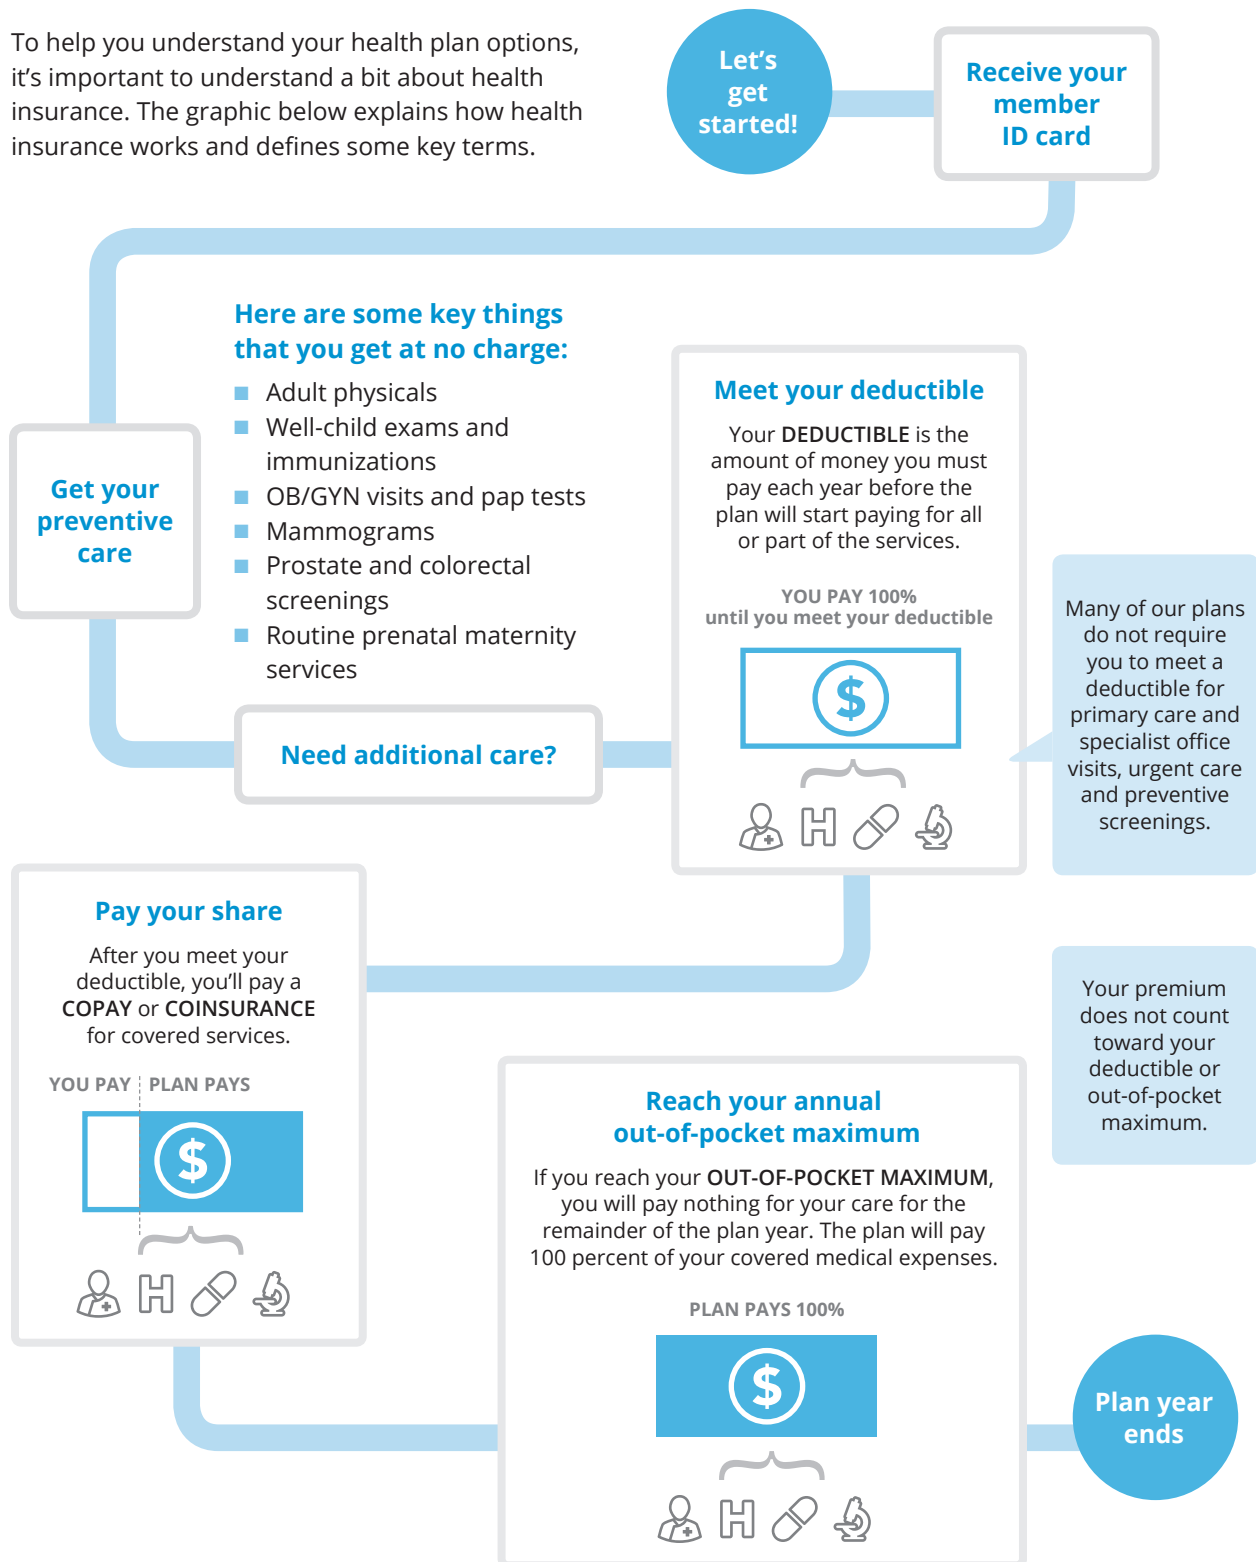 To help you understand your health plan options,
it’s important to understand a bit about health
insurance. The graphic below explains how health
insurance works and defines some key terms.
Let’s
get
started!
Receive your
member
ID card
Get your
preventive
care
Here are some key things
that you get at no charge:
Adult physicals
Well-child exams and
immunizations
OB/GYN visits and pap tests
Mammograms
Prostate and colorectal
screenings
Routine prenatal maternity
services
Need additional care?
Meet your deductible
Your DEDUCTIBLE is the
amount of money you must
pay each year before the
plan will start paying for all
or part of the services.
YOU PAY 100%
until you meet your deductible
$
H
Many of our plans
do not require
you to meet a
deductible for
primary care and
specialist office
visits, urgent care
and preventive
screenings.
Pay your share
After you meet your
deductible, you’ll pay a
COPAY or COINSURANCE
for covered services.
YOU PAY PLAN PAYS
$
H
Your premium
does not count
toward your
deductible or
out-of-pocket
maximum.
Reach your annual
out-of-pocket maximum
If you reach your OUT-OF-POCKET MAXIMUM,
you will pay nothing for your care for the
remainder of the plan year. The plan will pay
100 percent of your covered medical expenses.
PLAN PAYS 100%
$
H
Plan year
ends